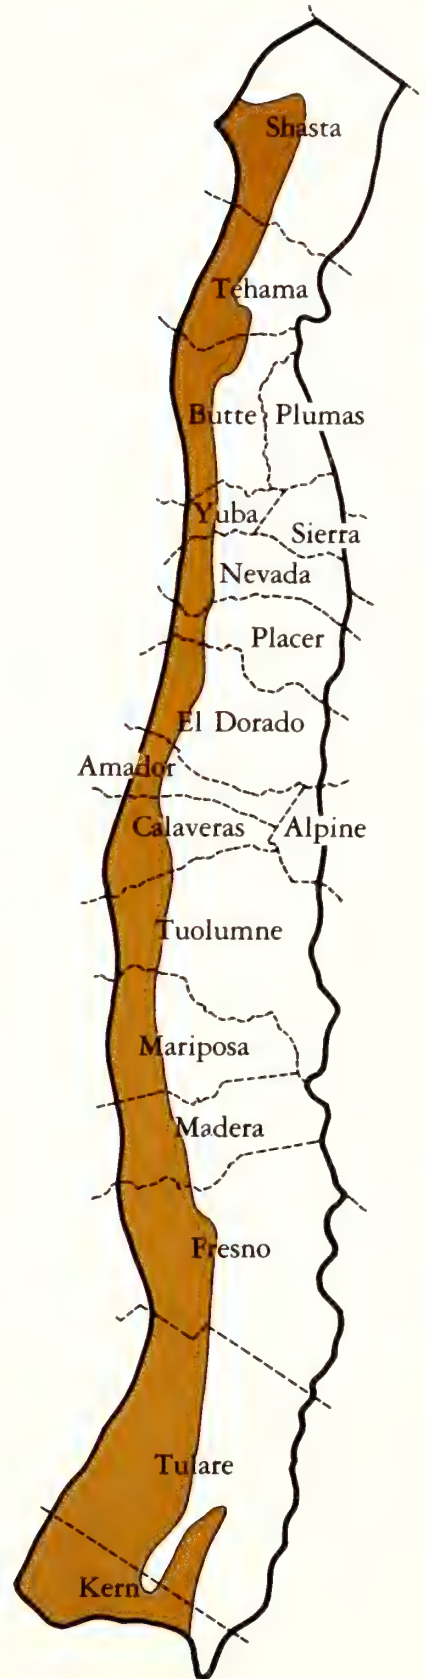 Shasta
Tehama
Butte
Plumas
Yuba
Sierra
Nevada
Placer
El Dorado
Amador
Calaveras
Alpine
Tuolumne
Mariposa
Madera
Fresno
Tulare
Kern